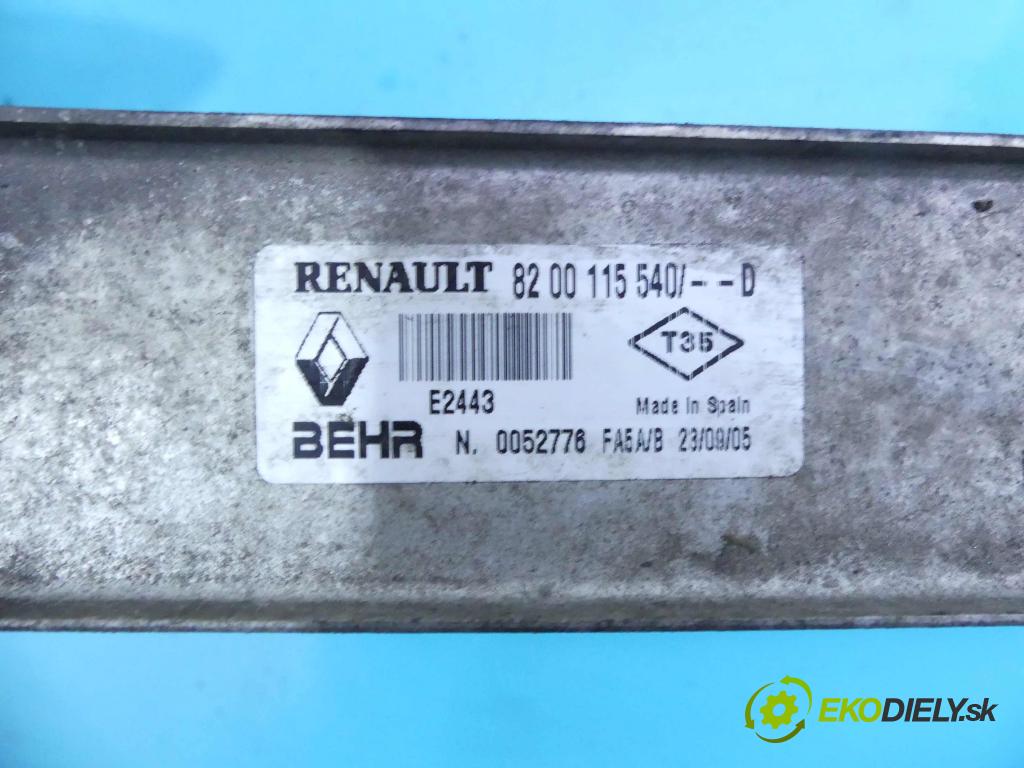 RENAULT 82 00 115 540/- -D
T35
E2443
Made in Spain
BEHR N. 0052776 FA5A/B 23/09/05
EKODIELY.sk